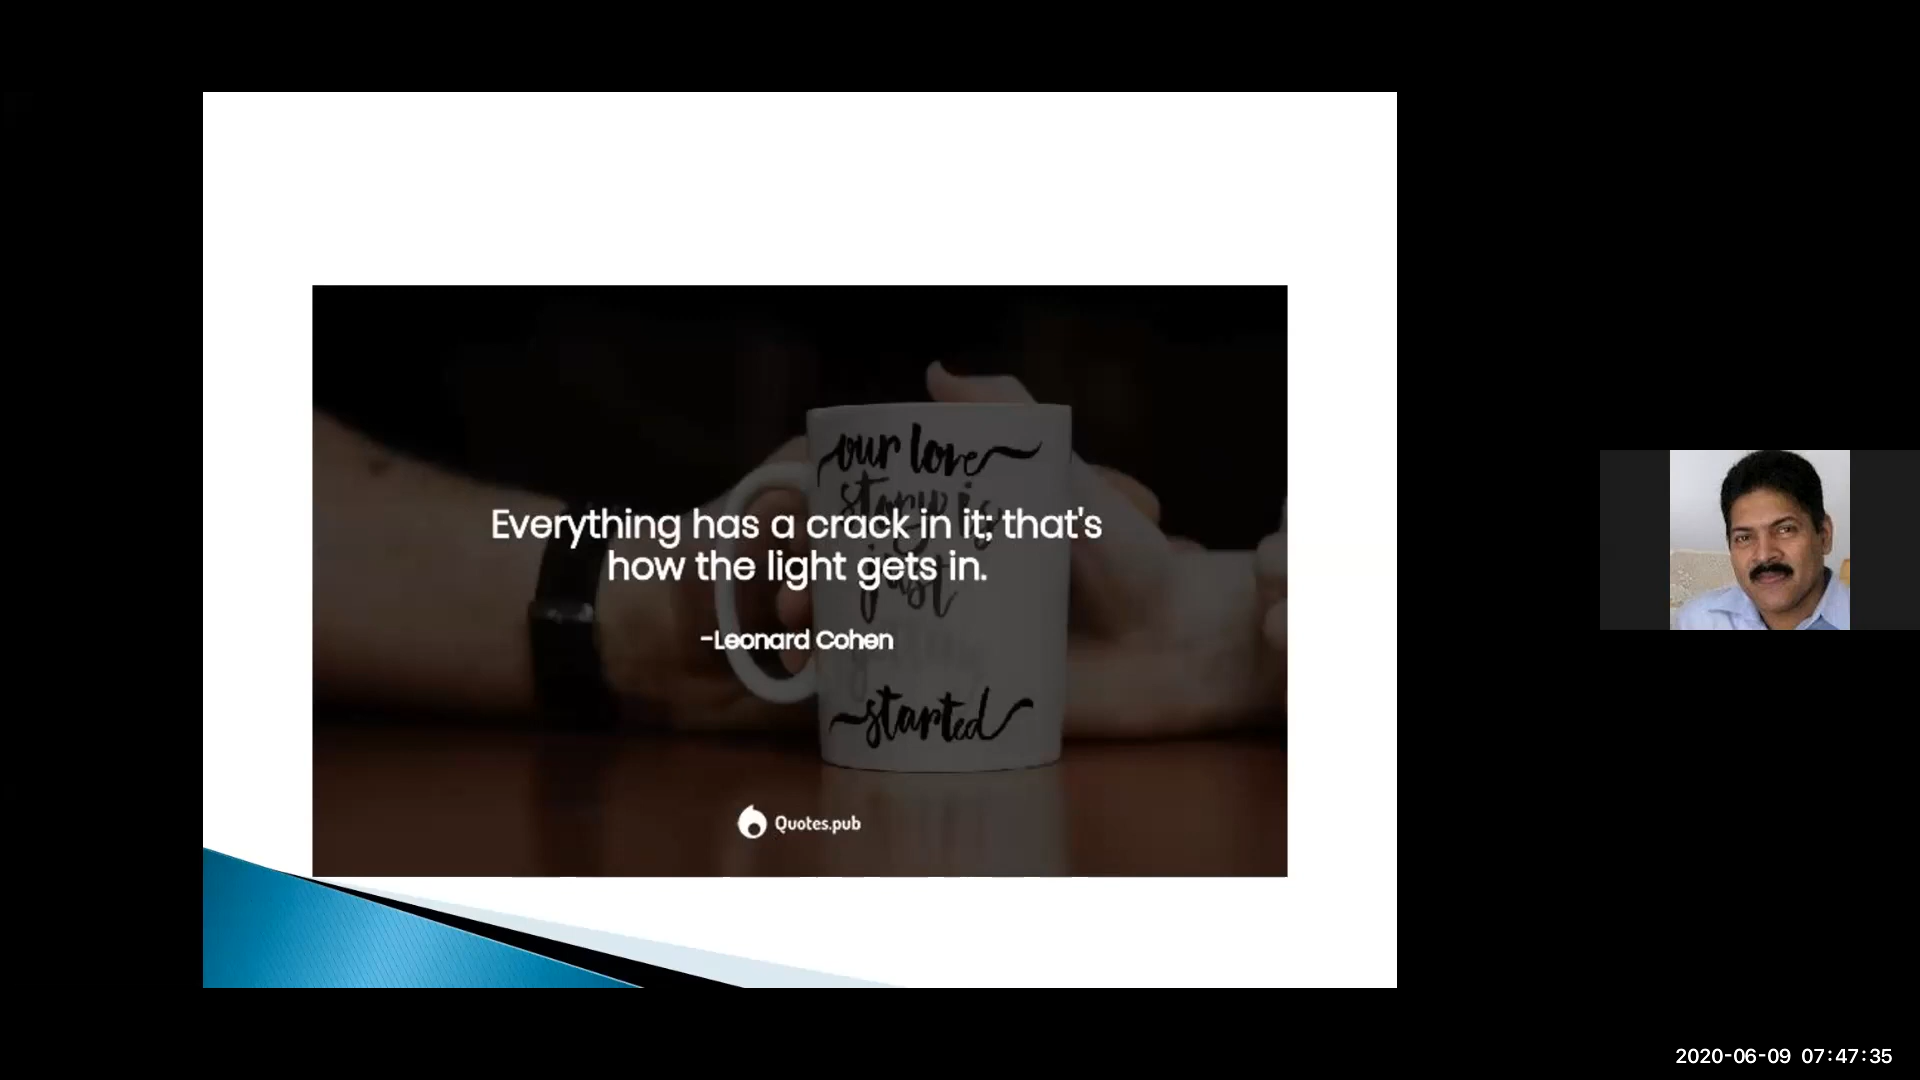 our love
story is
Everything has a crack in it; that's
how the light gets in.
just
-Leonard Cohen
started
Quotes.pub
2020-06-09 07:47:35